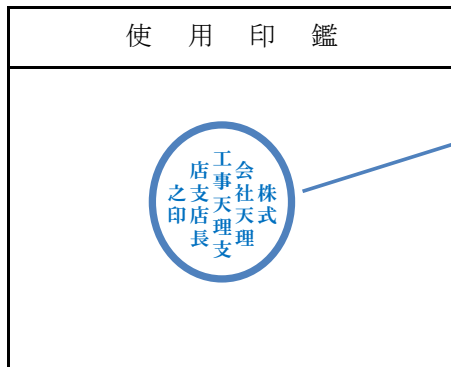 使用印鑑
株式
会社天理
工事天理支
店支店長
之印